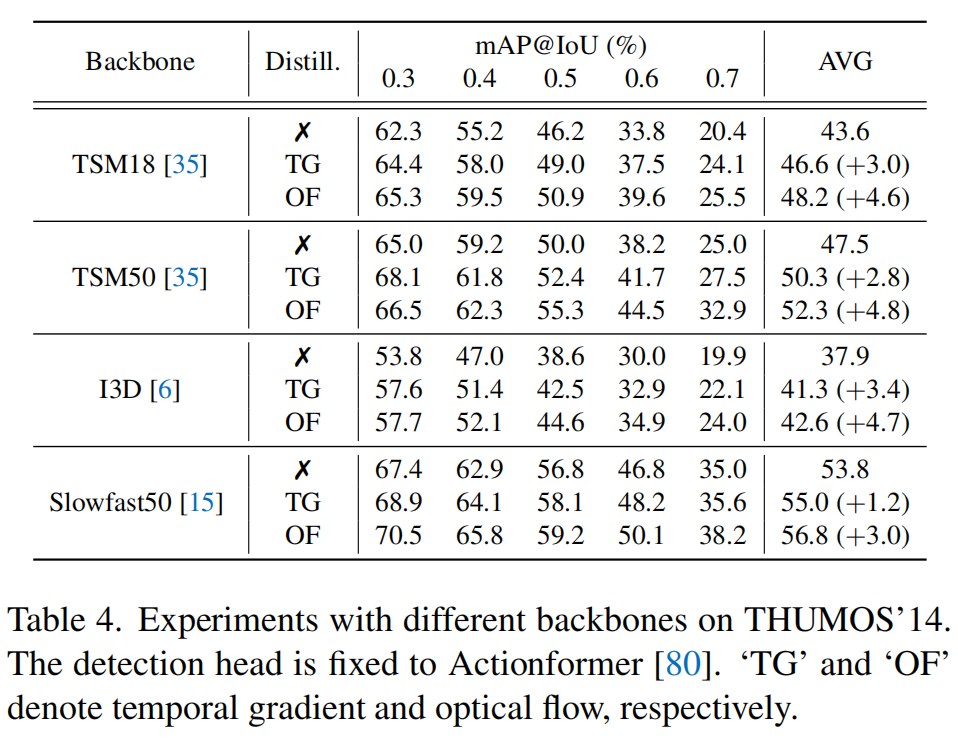 Backbone Distill. mAP@IoU (%) AVG
0.3 0.4 0.5 0.6 0.7
TSM18 [35] ✗ 62.3 55.2 46.2 33.8 20.4 43.6
TG 64.4 58.0 49.0 37.5 24.1 46.6 (+3.0)
OF 65.3 59.5 50.9 39.6 25.5 48.2 (+4.6)
TSM50 [35] ✗ 65.0 59.2 50.0 38.2 25.0 47.5
TG 68.1 61.8 52.4 41.7 27.5 50.3 (+2.8)
OF 66.5 62.3 55.3 44.5 32.9 52.3 (+4.8)
I3D [6] ✗ 53.8 47.0 38.6 30.0 19.9 37.9
TG 57.6 51.4 42.5 32.9 22.1 41.3 (+3.4)
OF 57.7 52.1 44.6 34.9 24.0 42.6 (+4.7)
Slowfast50 [15] ✗ 67.4 62.9 56.8 46.8 35.0 53.8
TG 68.9 64.1 58.1 48.2 35.6 55.0 (+1.2)
OF 70.5 65.8 59.2 50.1 38.2 56.8 (+3.0)
Table 4. Experiments with different backbones on THUMOS’14.
The detection head is fixed to Actionformer [80]. ‘TG’ and ‘OF’
denote temporal gradient and optical flow, respectively.